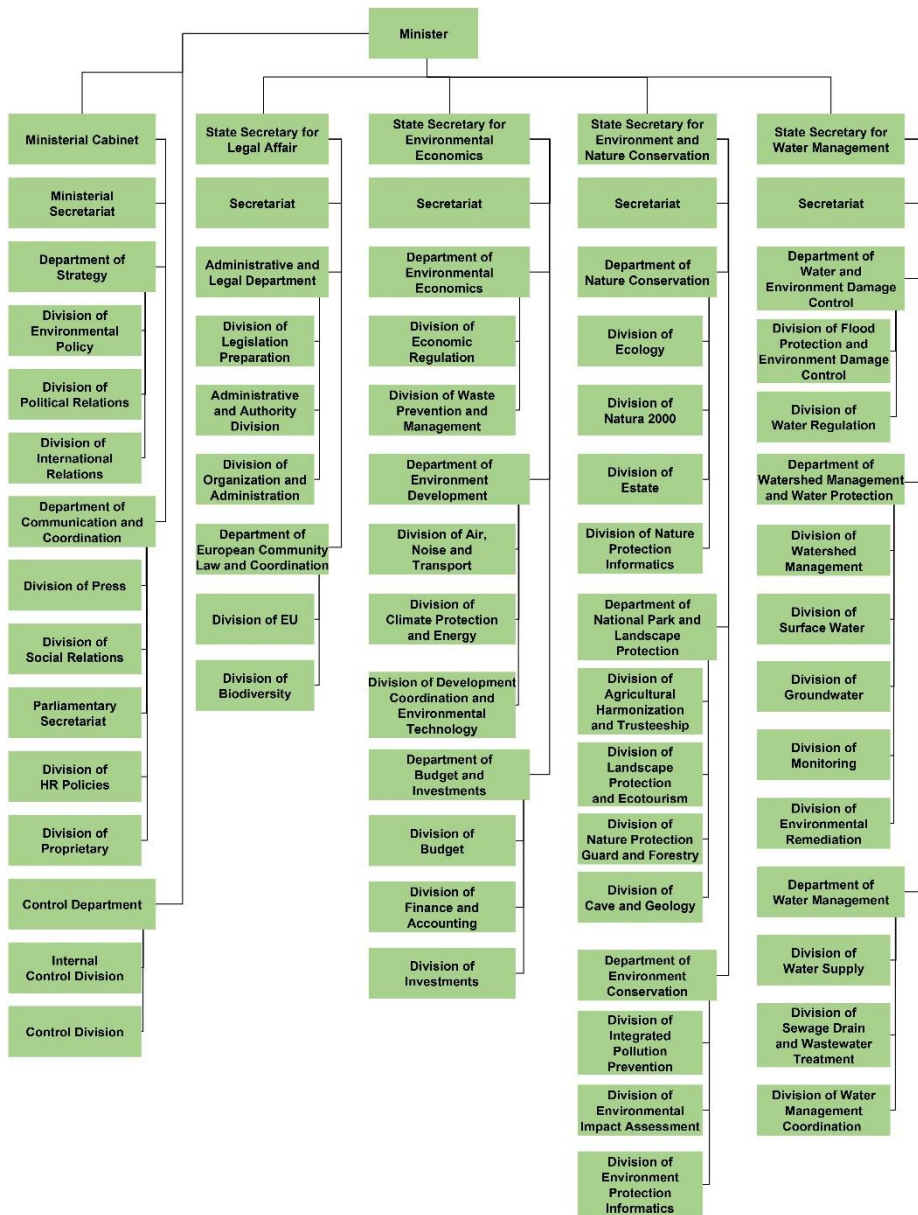 Minister
Ministerial Cabinet
Ministerial
Secretariat
Department of
Strategy
Division of
Environmental
Policy
Division of
Political Relations
Division of
International
Relations
Department of
Communication and
Coordination
Division of Press
Division of
Social Relations
Parliamentary
Secretariat
Division of
HR Policies
Division of
Proprietary
Control Department
Internal
Control Division
Control Division
State Secretary for
Legal Affair
Secretariat
Administrative and
Legal Department
Division of
Legislation
Preparation
Administrative
and Authority
Division
Division of
Organization and
Administration
Department of
European Community
Law and Coordination
Division of EU
Division of
Biodiversity
State Secretary for
Environmental
Economics
Secretariat
Department of
Environmental
Economics
Division of
Economic
Regulation
Division of Waste
Prevention and
Management
Department of
Environment
Development
Division of Air,
Noise and
Transport
Division of
Climate Protection
and Energy
Division of Development
Coordination and
Environmental
Technology
Department of
Budget and
Investments
Division of
Budget
Division of
Finance and
Accounting
Division of
Investments
State Secretary for
Environment and
Nature Conservation
Secretariat
Department of
Nature Conservation
Division of
Ecology
Division of
Natura 2000
Division of
Estate
Division of Nature
Protection
Informatics
Department of
National Park and
Landscape
Protection
Division of
Agricultural
Harmonization
and Trusteeship
Division of
Landscape
Protection
and Ecotourism
Division of
Nature Protection
Guard and Forestry
Division of
Cave and Geology
Department of
Environment
Conservation
Division of
Integrated
Pollution
Prevention
Division of
Environmental
Impact Assessment
Division of
Environment
Protection
Informatics
State Secretary for
Water Management
Secretariat
Department of
Water and
Environment Damage
Control
Division of Flood
Protection and
Environment Damage
Control
Division of
Water Regulation
Department of
Watershed Management
and Water Protection
Division of
Watershed
Management
Division of
Surface Water
Division of
Groundwater
Division of
Monitoring
Division of
Environmental
Remediation
Department of
Water Management
Division of
Water Supply
Division of
Sewage Drain
and Wastewater
Treatment
Division of Water
Management
Coordination